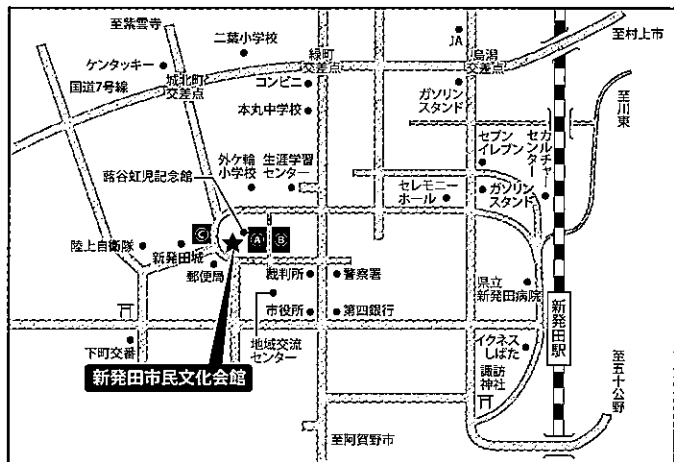 至紫雲寺
二葉小学校
ケンタッキー
国道7号線
城北町
交差点
緑町
交差点
コンビニ
本丸中学校
JA
島潟
交差点
ガソリン
スタンド
至村上市
至川東
外ケ輪
小学校
生涯学習
センター
蕗谷虹児記念館
セブン
イレブン
カルチャー
センター
セレモニー
ホール
ガソリン
スタンド
陸上自衛隊
新発田城
Ⓒ
Ⓐ
Ⓑ
郵便局
裁判所
警察署
市役所
第四銀行
県立
新発田病院
新発田駅
下町交番
地域交流
センター
イクネス
しばた
諏訪
神社
新発田市民文化会館
至五十公野
至阿賀野市